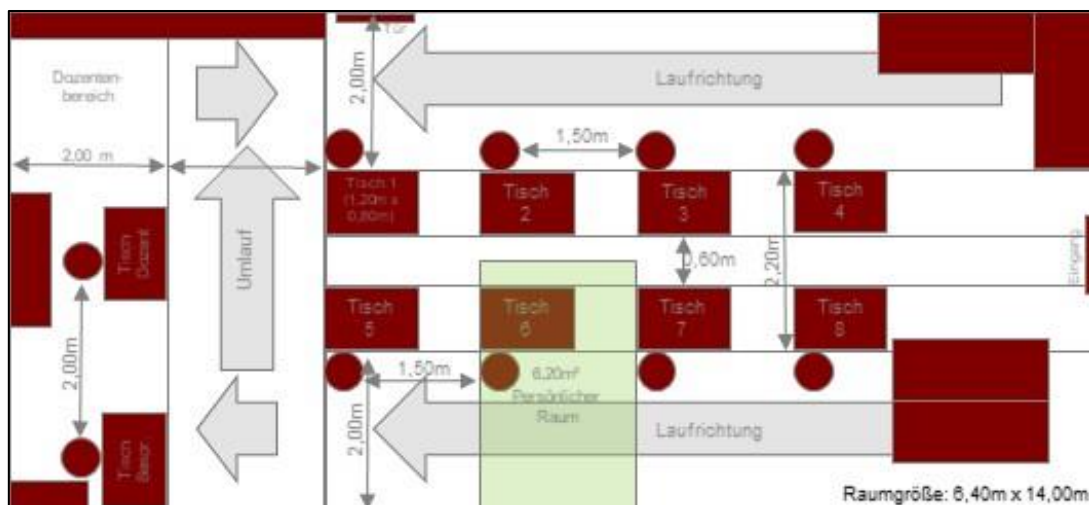 Tür
Dozenten-
bereich
2,00m
Laufrichtung
1,50m
2,00 m
Tisch 1
(1,20m x
0,80m)
Tisch
2
Tisch
3
Tisch
4
Tisch
Dozent
Umlauf
0,60m
2,20m
Eingang
Tisch
5
Tisch
6
Tisch
7
Tisch
8
2,00m
1,50m
6,20m²
Persönlicher
Raum
2,00m
Laufrichtung
Tisch
Raumgröße: 6,40m x 14,00m